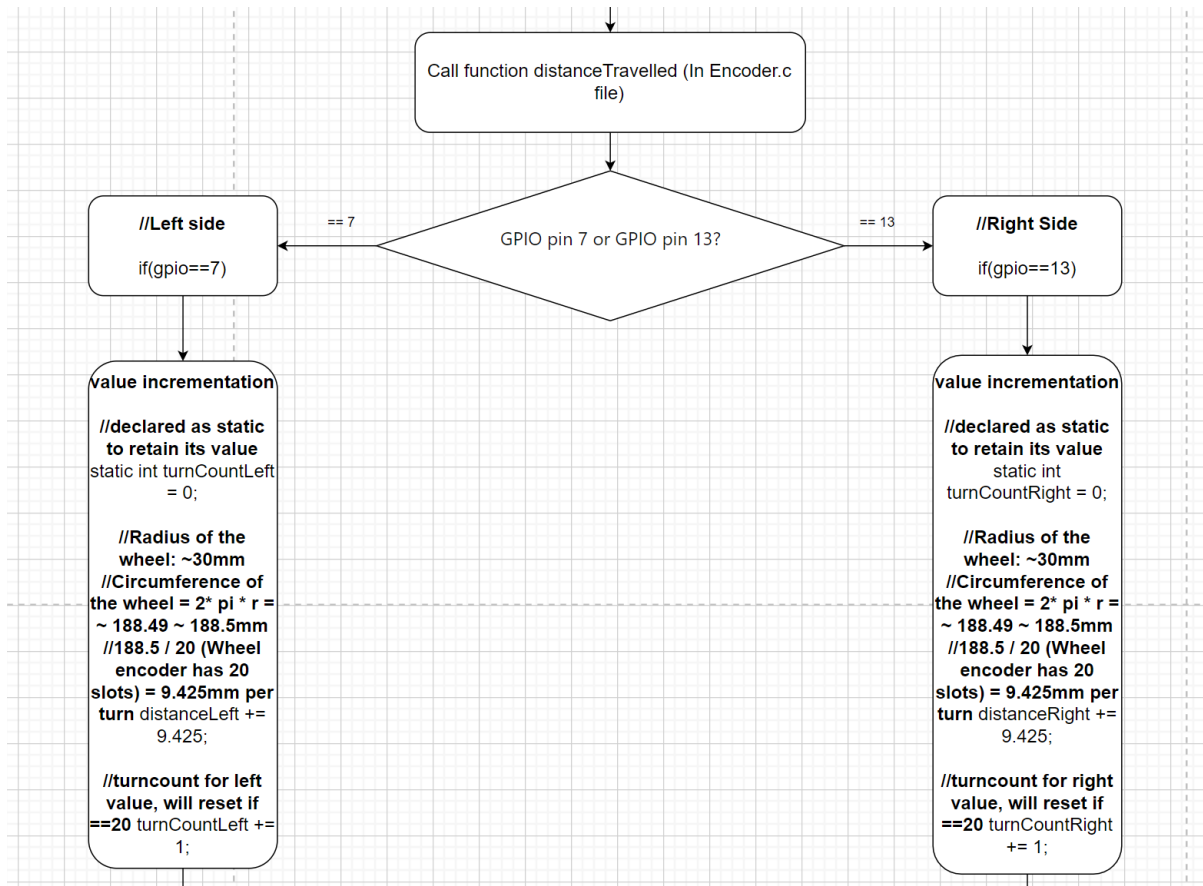 Call function distanceTravelled (In Encoder.c
file)
GPIO pin 7 or GPIO pin 13?
== 7
== 13
//Left side
if(gpio==7)
//Right Side
if(gpio==13)
value incrementation
//declared as static
to retain its value
static int turnCountLeft
= 0;
//Radius of the
wheel: ~30mm
//Circumference of
the wheel = 2* pi * r =
~ 188.49 ~ 188.5mm
//188.5 / 20 (Wheel
encoder has 20
slots) = 9.425mm per
turn distanceLeft +=
9.425;
//turncount for left
value, will reset if
==20 turnCountLeft +=
1;
value incrementation
//declared as static
to retain its value
static int
turnCountRight = 0;
//Radius of the
wheel: ~30mm
//Circumference of
the wheel = 2* pi * r =
~ 188.49 ~ 188.5mm
//188.5 / 20 (Wheel
encoder has 20
slots) = 9.425mm per
turn distanceRight +=
9.425;
//turncount for right
value, will reset if
==20 turnCountRight
+= 1;